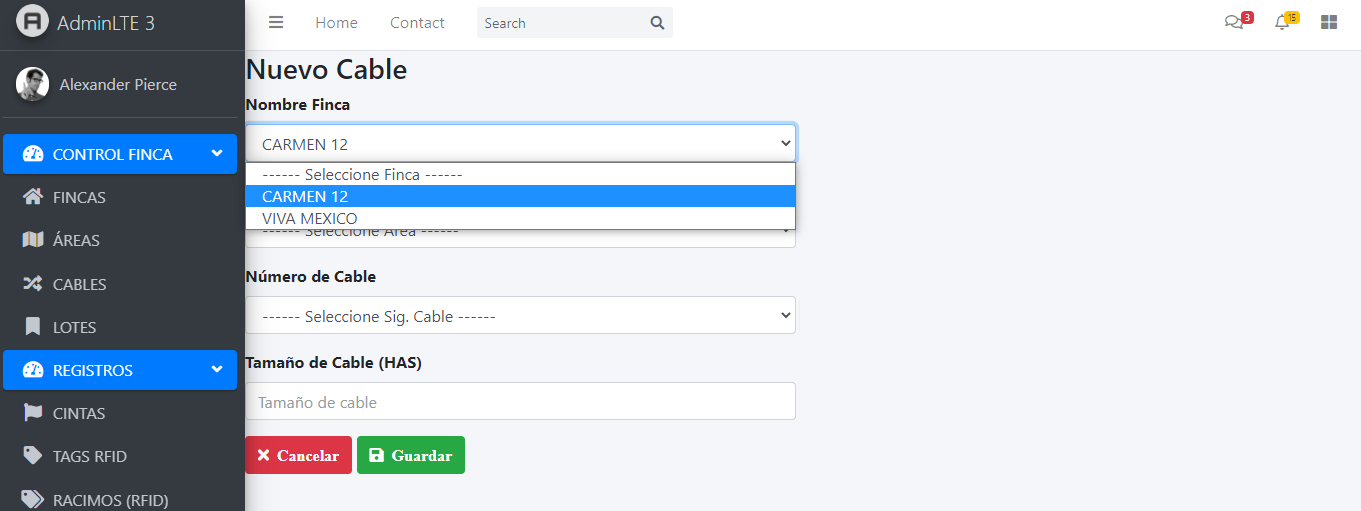 AdminLTE 3
Home Contact Search 3 15
Alexander Pierce
CONTROL FINCA
FINCAS
ÁREAS
CABLES
LOTES
REGISTROS
CINTAS
TAGS RFID
RACIMOS (RFID)
Nuevo Cable
Nombre Finca
CARMEN 12
------ Seleccione Finca ------
CARMEN 12
VIVA MEXICO
------ Seleccione Área ------
Número de Cable
------ Seleccione Sig. Cable ------
Tamaño de Cable (HAS)
Tamaño de cable
Cancelar Guardar